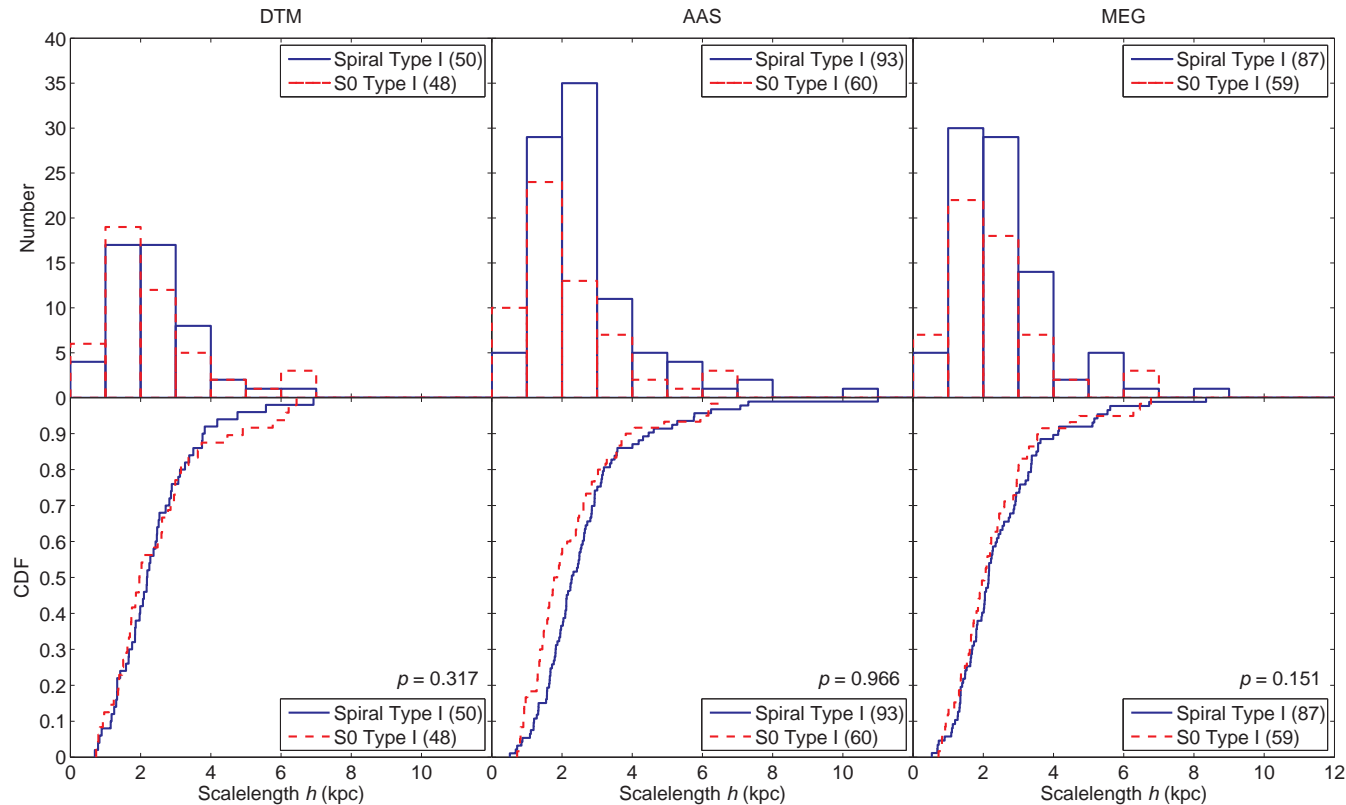 DTM
AAS
MEG
40
35
30
25
20
15
10
5
0
Number
Spiral Type I (50)
S0 Type I (48)
Spiral Type I (93)
S0 Type I (60)
Spiral Type I (87)
S0 Type I (59)
0.9
0.8
0.7
0.6
0.5
0.4
0.3
0.2
0.1
0
CDF
p = 0.317
Spiral Type I (50)
S0 Type I (48)
p = 0.966
Spiral Type I (93)
S0 Type I (60)
p = 0.151
Spiral Type I (87)
S0 Type I (59)
0 2 4 6 8 10
0 2 4 6 8 10
0 2 4 6 8 10 12
Scalelength h (kpc)
Scalelength h (kpc)
Scalelength h (kpc)